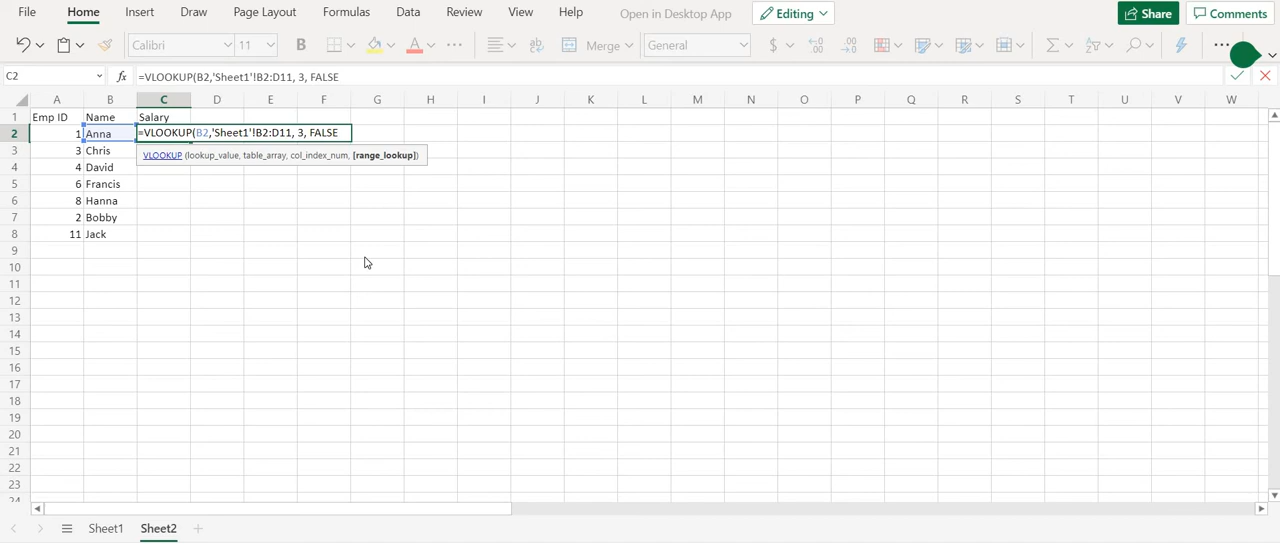 File Home Insert Draw Page Layout Formulas Data Review View Help Open in Desktop App Editing Share Comments
Calibri 11 B A ... Merge General $ .00 .0 ...
C2 fx =VLOOKUP(B2,'Sheet1'!B2:D11, 3, FALSE
A B C D E F G H I J K L M N O P Q R S T U V W
1 Emp ID Name Salary
2 1 Anna =VLOOKUP(B2,'Sheet1'!B2:D11, 3, FALSE
3 3 Chris VLOOKUP (lookup_value, table_array, col_index_num, [range_lookup])
4 4 David
5 6 Francis
6 8 Hanna
7 2 Bobby
8 11 Jack
9
10
11
12
13
14
15
16
17
18
19
20
21
22
23
24
Sheet1 Sheet2 +